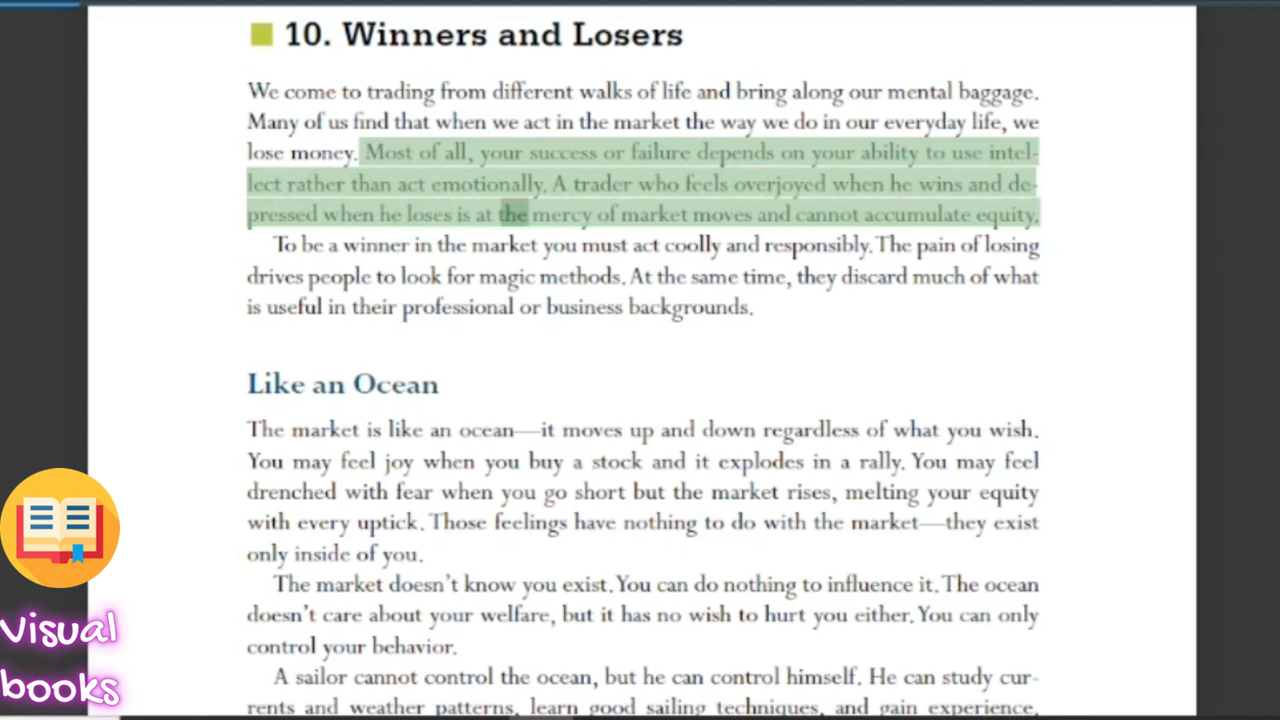 10. Winners and Losers
We come to trading from different walks of life and bring along our mental baggage.
Many of us find that when we act in the market the way we do in our everyday life, we
lose money. Most of all, your success or failure depends on your ability to use intel-
lect rather than act emotionally. A trader who feels overjoyed when he wins and de-
pressed when he loses is at the mercy of market moves and cannot accumulate equity.
To be a winner in the market you must act coolly and responsibly. The pain of losing
drives people to look for magic methods. At the same time, they discard much of what
is useful in their professional or business backgrounds.
Like an Ocean
The market is like an ocean—it moves up and down regardless of what you wish.
You may feel joy when you buy a stock and it explodes in a rally. You may feel
drenched with fear when you go short but the market rises, melting your equity
with every uptick. Those feelings have nothing to do with the market—they exist
only inside of you.
The market doesn't know you exist. You can do nothing to influence it. The ocean
doesn't care about your welfare, but it has no wish to hurt you either. You can only
control your behavior.
A sailor cannot control the ocean, but he can control himself. He can study cur-
rents and weather patterns, learn good sailing techniques, and gain experience.
Visual
books